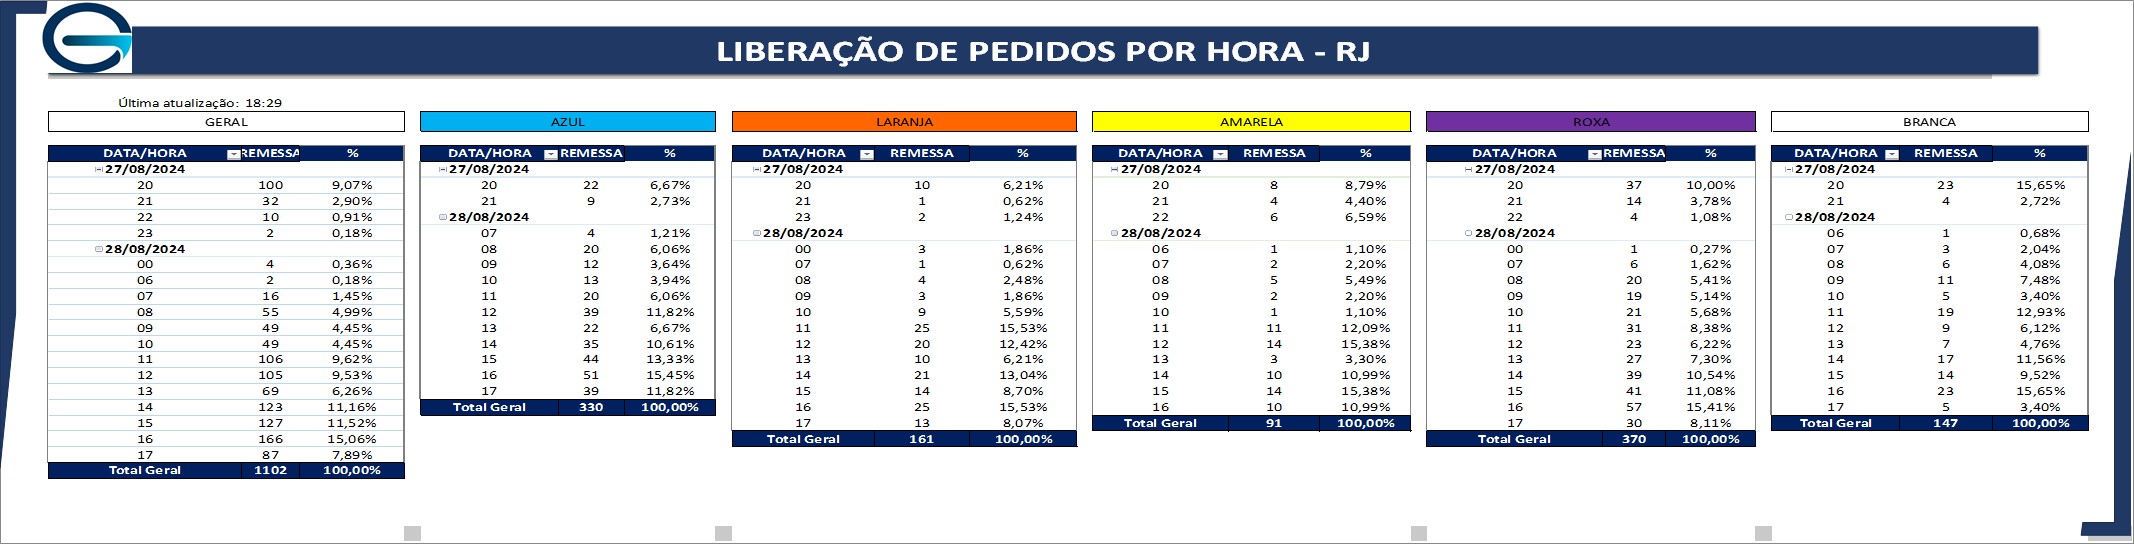 LIBERAÇÃO DE PEDIDOS POR HORA - RJ
Última atualização: 18:29
GERAL
DATA/HORA REMESSA %
27/08/2024
20 100 9,07%
21 32 2,90%
22 10 0,91%
23 2 0,18%
28/08/2024
00 4 0,36%
06 2 0,18%
07 16 1,45%
08 55 4,99%
09 49 4,45%
10 49 4,45%
11 106 9,62%
12 105 9,53%
13 69 6,26%
14 123 11,16%
15 127 11,52%
16 166 15,06%
17 87 7,89%
Total Geral 1102 100,00%
AZUL
DATA/HORA REMESSA %
27/08/2024
20 22 6,67%
21 9 2,73%
28/08/2024
07 4 1,21%
08 20 6,06%
09 12 3,64%
10 13 3,94%
11 20 6,06%
12 39 11,82%
13 22 6,67%
14 35 10,61%
15 44 13,33%
16 51 15,45%
17 39 11,82%
Total Geral 330 100,00%
LARANJA
DATA/HORA REMESSA %
27/08/2024
20 10 6,21%
21 1 0,62%
23 2 1,24%
28/08/2024
00 3 1,86%
07 1 0,62%
08 4 2,48%
09 3 1,86%
10 9 5,59%
11 25 15,53%
12 20 12,42%
13 10 6,21%
14 21 13,04%
15 14 8,70%
16 25 15,53%
17 13 8,07%
Total Geral 161 100,00%
AMARELA
DATA/HORA REMESSA %
27/08/2024
20 8 8,79%
21 4 4,40%
22 6 6,59%
28/08/2024
06 1 1,10%
07 2 2,20%
08 5 5,49%
09 2 2,20%
10 1 1,10%
11 11 12,09%
12 14 15,38%
13 3 3,30%
14 10 10,99%
15 14 15,38%
16 10 10,99%
Total Geral 91 100,00%
ROXA
DATA/HORA REMESSA %
27/08/2024
20 37 10,00%
21 14 3,78%
22 4 1,08%
28/08/2024
00 1 0,27%
07 6 1,62%
08 20 5,41%
09 19 5,14%
10 21 5,68%
11 31 8,38%
12 23 6,22%
13 27 7,30%
14 39 10,54%
15 41 11,08%
16 57 15,41%
17 30 8,11%
Total Geral 370 100,00%
BRANCA
DATA/HORA REMESSA %
27/08/2024
20 23 15,65%
21 4 2,72%
28/08/2024
06 1 0,68%
07 3 2,04%
08 6 4,08%
09 11 7,48%
10 5 3,40%
11 19 12,93%
12 9 6,12%
13 7 4,76%
14 17 11,56%
15 14 9,52%
16 23 15,65%
17 5 3,40%
Total Geral 147 100,00%